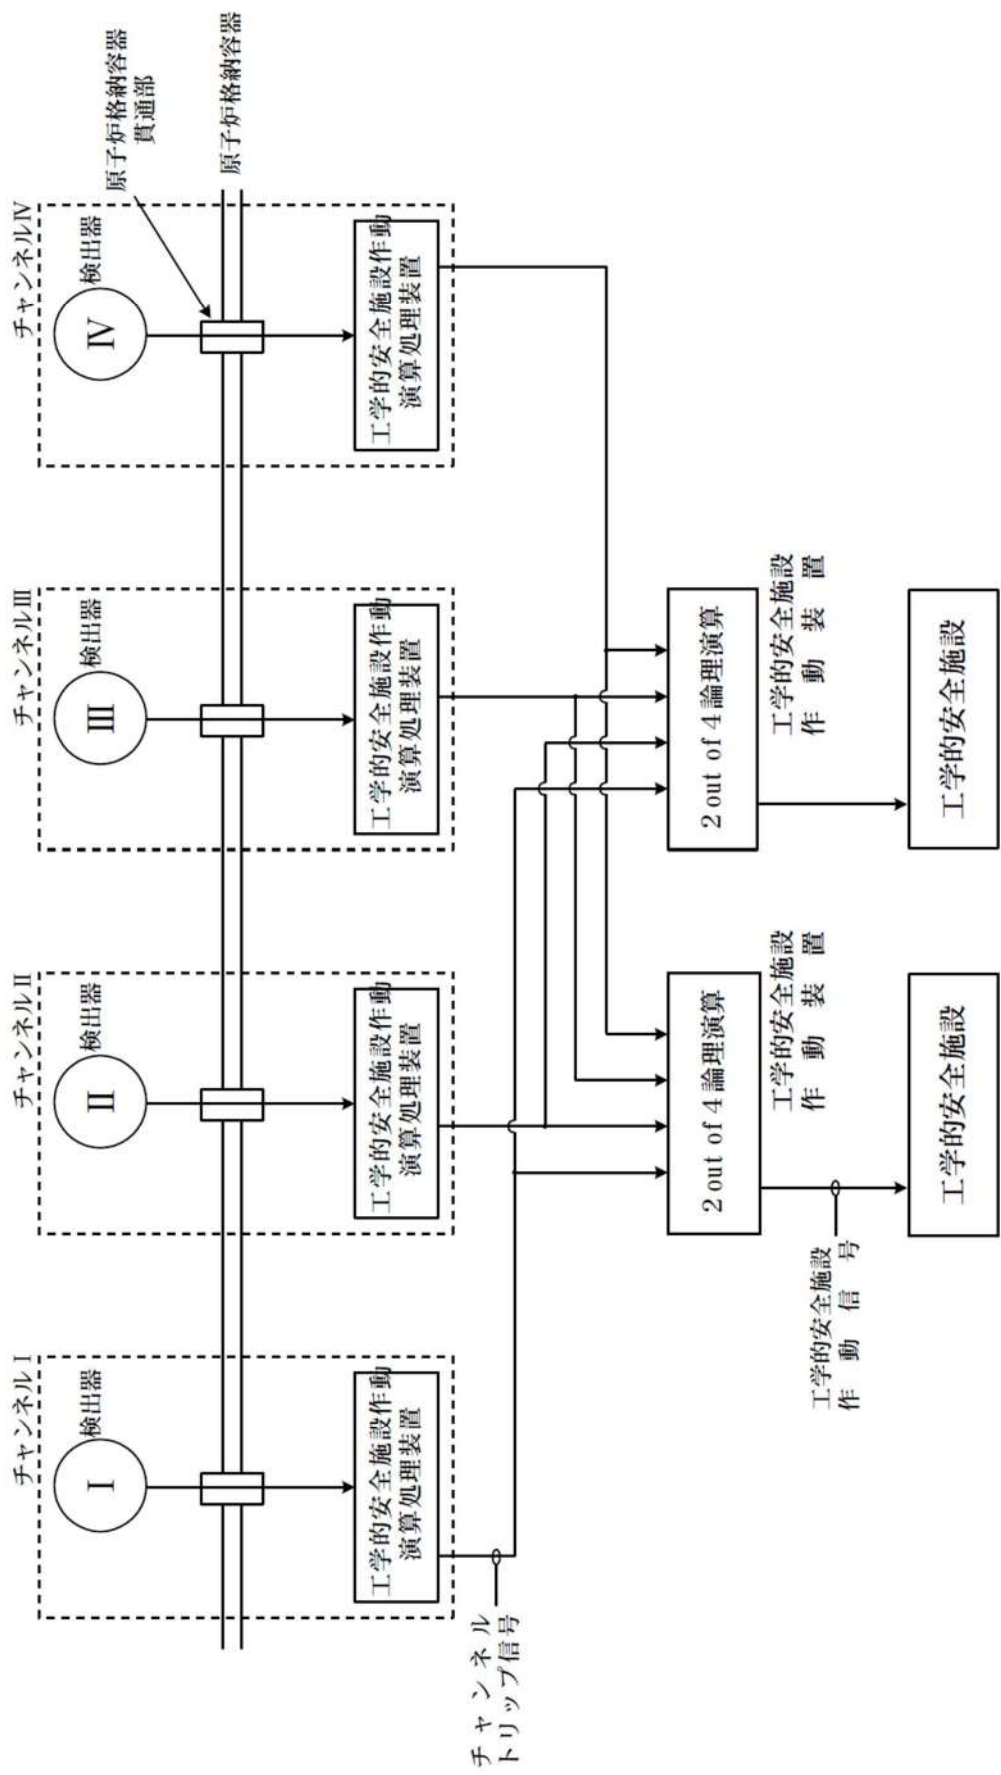 チャンネルⅠ
検出器
Ⅰ
工学的安全施設作動
演算処理装置
チャンネル
トリップ信号
チャンネルⅡ
検出器
Ⅱ
工学的安全施設作動
演算処理装置
チャンネルⅢ
検出器
Ⅲ
工学的安全施設作動
演算処理装置
チャンネルⅣ
検出器
Ⅳ
工学的安全施設作動
演算処理装置
原子炉格納容器
貫通部
原子炉格納容器
2 out of 4 論理演算
工学的安全施設
作動装置
工学的安全施設
作動信号
工学的安全施設
2 out of 4 論理演算
工学的安全施設
作動装置
工学的安全施設